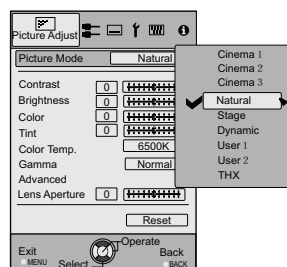 Picture Adjust
Picture Mode Natural
Contrast 0
Brightness 0
Color 0
Tint 0
Color Temp. 6500K
Gamma Normal
Advanced
Lens Aperture 0
Reset
Exit
MENU
Select
Operate
Back
BACK
Cinema 1
Cinema 2
Cinema 3
Natural
Stage
Dynamic
User 1
User 2
THX